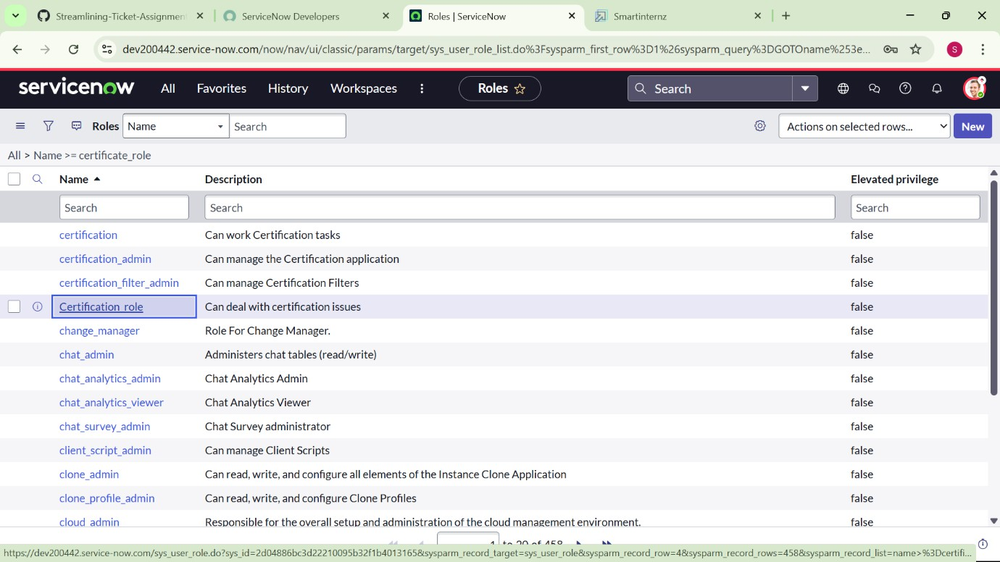 Streamlining-Ticket-Assignment
ServiceNow Developers
Roles | ServiceNow
Smartinternz
dev200442.service-now.com/now/nav/ui/classic/params/target/sys_user_role_list.do%3Fsysparm_first_row%3D1%26sysparm_query%3DGOTOname%253e...
S
servicenow All Favorites History Workspaces Roles Search
Roles Name Search Actions on selected rows... New
All > Name >= certificate_role
Name Description Elevated privilege
Search Search Search
certification Can work Certification tasks false
certification_admin Can manage the Certification application false
certification_filter_admin Can manage Certification Filters false
Certification_role Can deal with certification issues false
change_manager Role For Change Manager. false
chat_admin Administers chat tables (read/write) false
chat_analytics_admin Chat Analytics Admin false
chat_analytics_viewer Chat Analytics Viewer false
chat_survey_admin Chat Survey administrator false
client_script_admin Can manage Client Scripts false
clone_admin Can read, write, and configure all elements of the Instance Clone Application false
clone_profile_admin Can read, write, and configure Clone Profiles false
cloud_admin Responsible for the overall setup and administration of the cloud management environment. false
1 to 20 of 458
https://dev200442.service-now.com/sys_user_role.do?sys_id=2d04886bc3d22210095b32f1b4013165&sysparm_record_target=sys_user_role&sysparm_record_row=4&sysparm_record_rows=458&sysparm_record_list=name>%3Dcertifi...